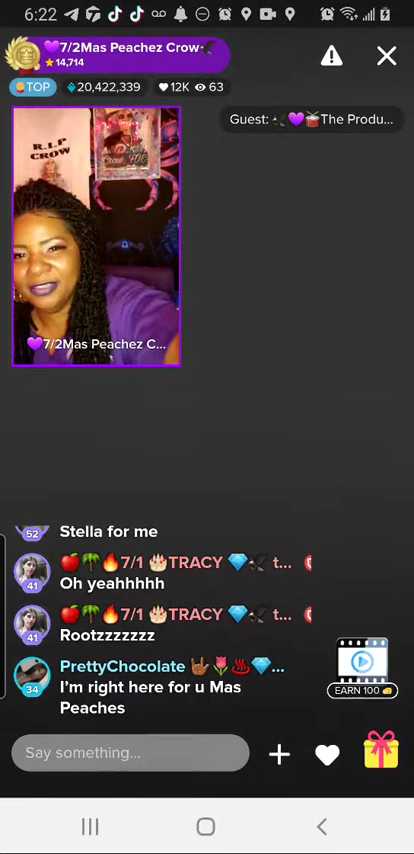 6:22
💜7/2Mas Peachez Crow🐦‍⬛
⭐14,714
TOP
20,422,339
12K 63
Guest: 🐦‍⬛💜🥁The Produ...
R.I.P
CROW
💜7/2Mas Peachez C...
52
Stella for me
🍎🌴🔥7/1 🎂TRACY 💎🐦‍⬛ t...
41
Oh yeahhhhh
🍎🌴🔥7/1 🎂TRACY 💎🐦‍⬛ t...
41
Rootzzzzzzz
PrettyChocolate 🤟🏾🌷♨️💎...
34
I'm right here for u Mas
Peaches
EARN 100
Say something...